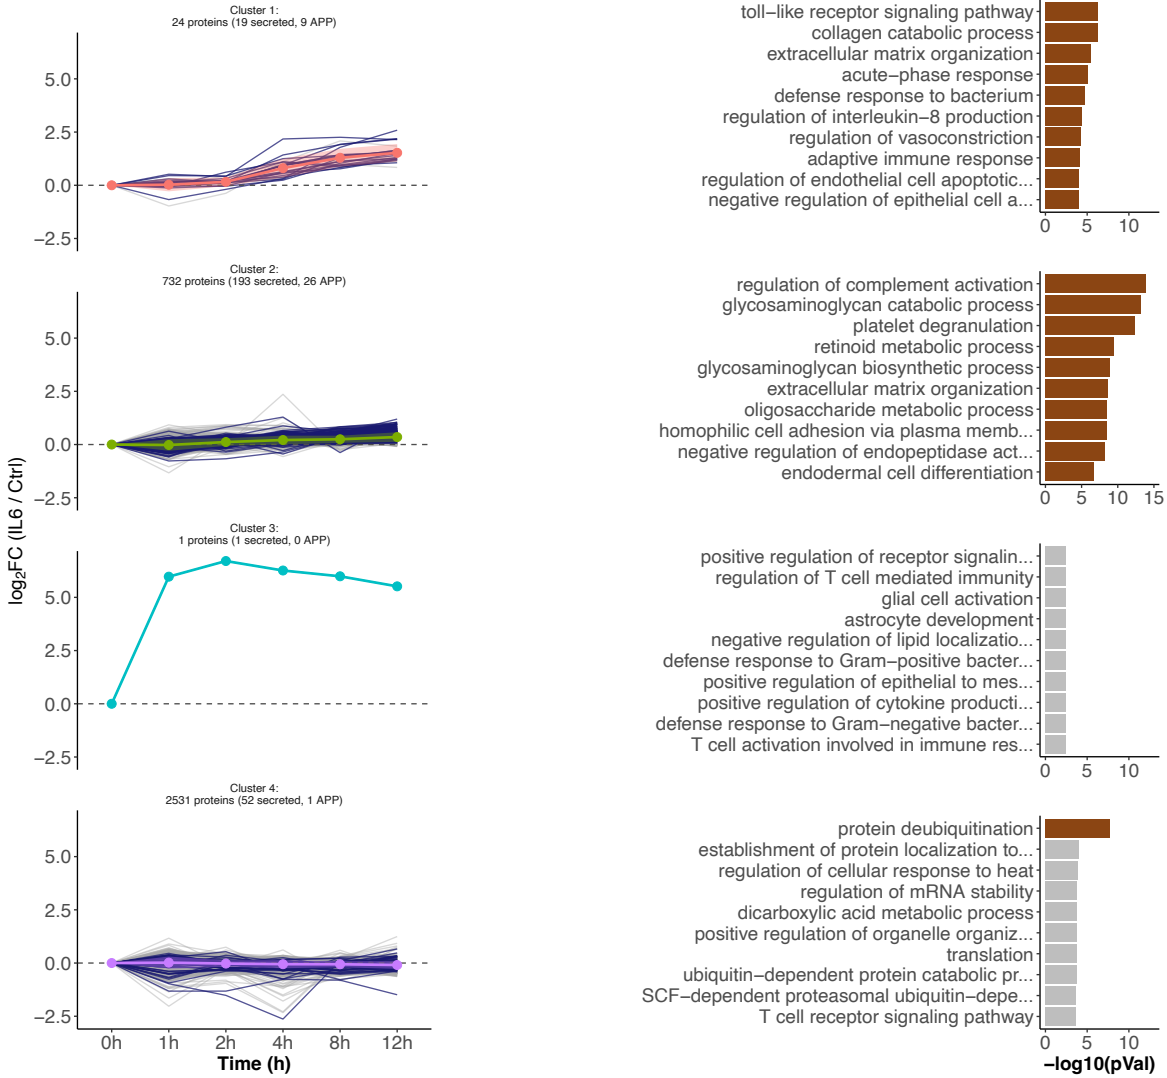 Cluster 1:
24 proteins (19 secreted, 9 APP)
5.0
2.5
0.0
−2.5
toll−like receptor signaling pathway
collagen catabolic process
extracellular matrix organization
acute−phase response
defense response to bacterium
regulation of interleukin−8 production
regulation of vasoconstriction
adaptive immune response
regulation of endothelial cell apoptotic...
negative regulation of epithelial cell a...
0 5 10
Cluster 2:
732 proteins (193 secreted, 26 APP)
5.0
2.5
0.0
−2.5
regulation of complement activation
glycosaminoglycan catabolic process
platelet degranulation
retinoid metabolic process
glycosaminoglycan biosynthetic process
extracellular matrix organization
oligosaccharide metabolic process
homophilic cell adhesion via plasma memb...
negative regulation of endopeptidase act...
endodermal cell differentiation
0 5 10 15
log2FC (IL6 / Ctrl)
Cluster 3:
1 proteins (1 secreted, 0 APP)
5.0
2.5
0.0
−2.5
positive regulation of receptor signalin...
regulation of T cell mediated immunity
glial cell activation
astrocyte development
negative regulation of lipid localizatio...
defense response to Gram−positive bacter...
positive regulation of epithelial to mes...
positive regulation of cytokine producti...
defense response to Gram−negative bacter...
T cell activation involved in immune res...
0 5 10
Cluster 4:
2531 proteins (52 secreted, 1 APP)
5.0
2.5
0.0
−2.5
0h 1h 2h 4h 8h 12h
Time (h)
protein deubiquitination
establishment of protein localization to...
regulation of cellular response to heat
regulation of mRNA stability
dicarboxylic acid metabolic process
positive regulation of organelle organiz...
translation
ubiquitin−dependent protein catabolic pr...
SCF−dependent proteasomal ubiquitin−depe...
T cell receptor signaling pathway
0 5 10
−log10(pVal)